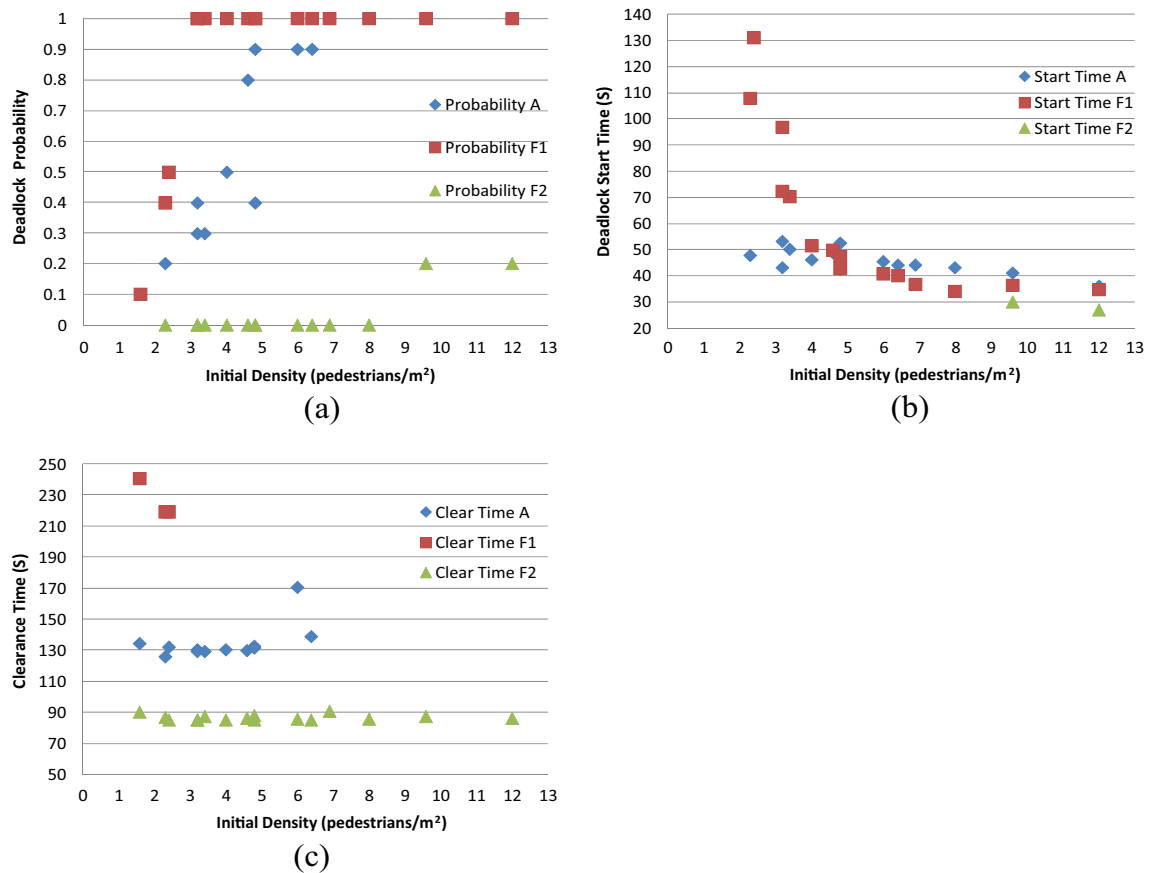 1
0.9
0.8
0.7
0.6
0.5
0.4
0.3
0.2
0.1
0
Deadlock Probability
Probability A
Probability F1
Probability F2
0 1 2 3 4 5 6 7 8 9 10 11 12 13
Initial Density (pedestrians/m²)
(a)
140
130
120
110
100
90
80
70
60
50
40
30
20
Deadlock Start Time (S)
Start Time A
Start Time F1
Start Time F2
0 1 2 3 4 5 6 7 8 9 10 11 12 13
Initial Density (pedestrians/m²)
(b)
250
230
210
190
170
150
130
110
90
70
50
Clearance Time (S)
Clear Time A
Clear Time F1
Clear Time F2
0 1 2 3 4 5 6 7 8 9 10 11 12 13
Initial Density (pedestrians/m²)
(c)